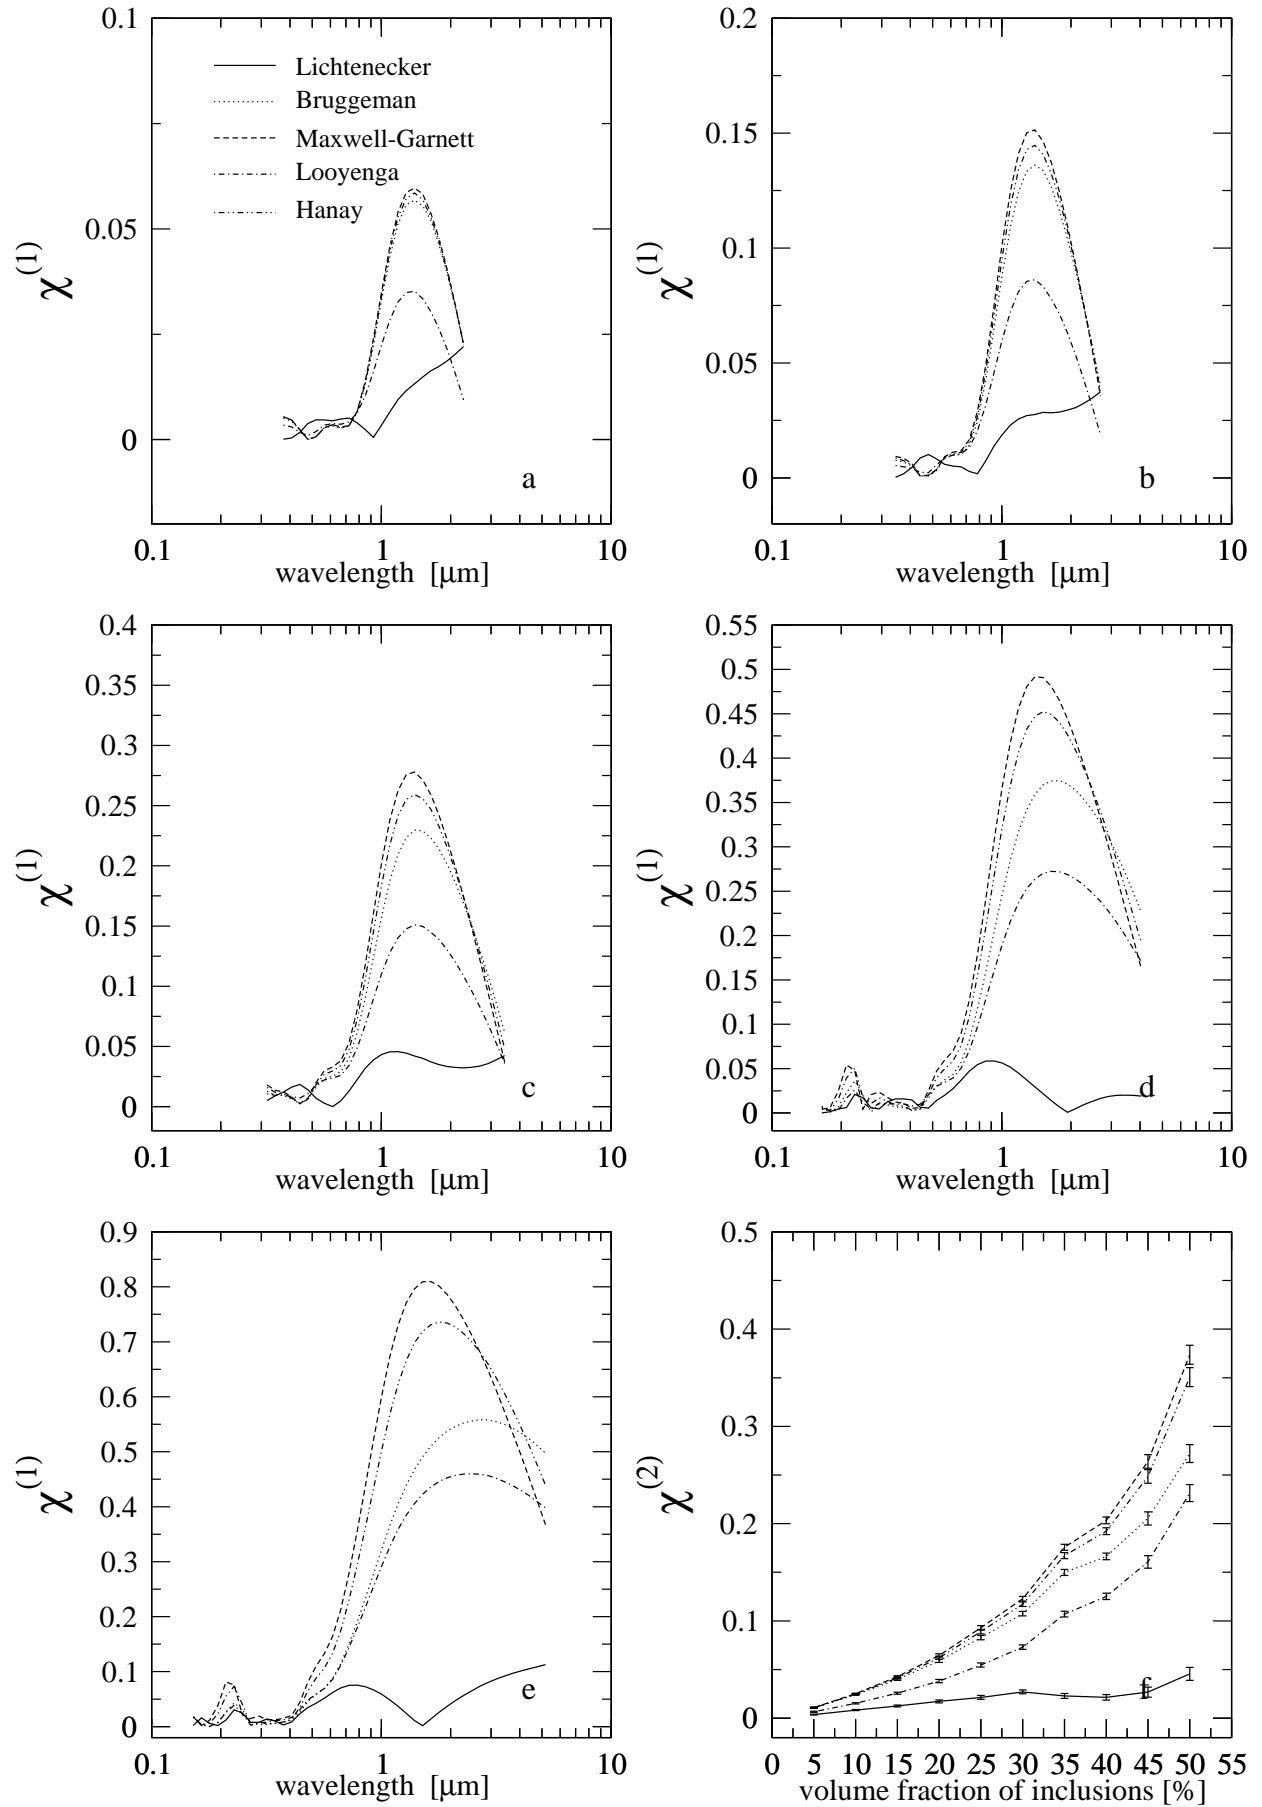 0.1
0.05
0
χ(1)
Lichtenecker
Bruggeman
Maxwell-Garnett
Looyenga
Hanay
a
0.1 1 10
wavelength [μm]
0.2
0.15
0.1
0.05
0
χ(1)
b
0.1 1 10
wavelength [μm]
0.4
0.35
0.3
0.25
0.2
0.15
0.1
0.05
0
χ(1)
c
0.1 1 10
wavelength [μm]
0.55
0.5
0.45
0.4
0.35
0.3
0.25
0.2
0.15
0.1
0.05
0
χ(1)
d
0.1 1 10
wavelength [μm]
0.9
0.8
0.7
0.6
0.5
0.4
0.3
0.2
0.1
0
χ(1)
e
0.1 1 10
wavelength [μm]
0.5
0.4
0.3
0.2
0.1
0
χ(2)
f
0 5 10 15 20 25 30 35 40 45 50 55
volume fraction of inclusions [%]